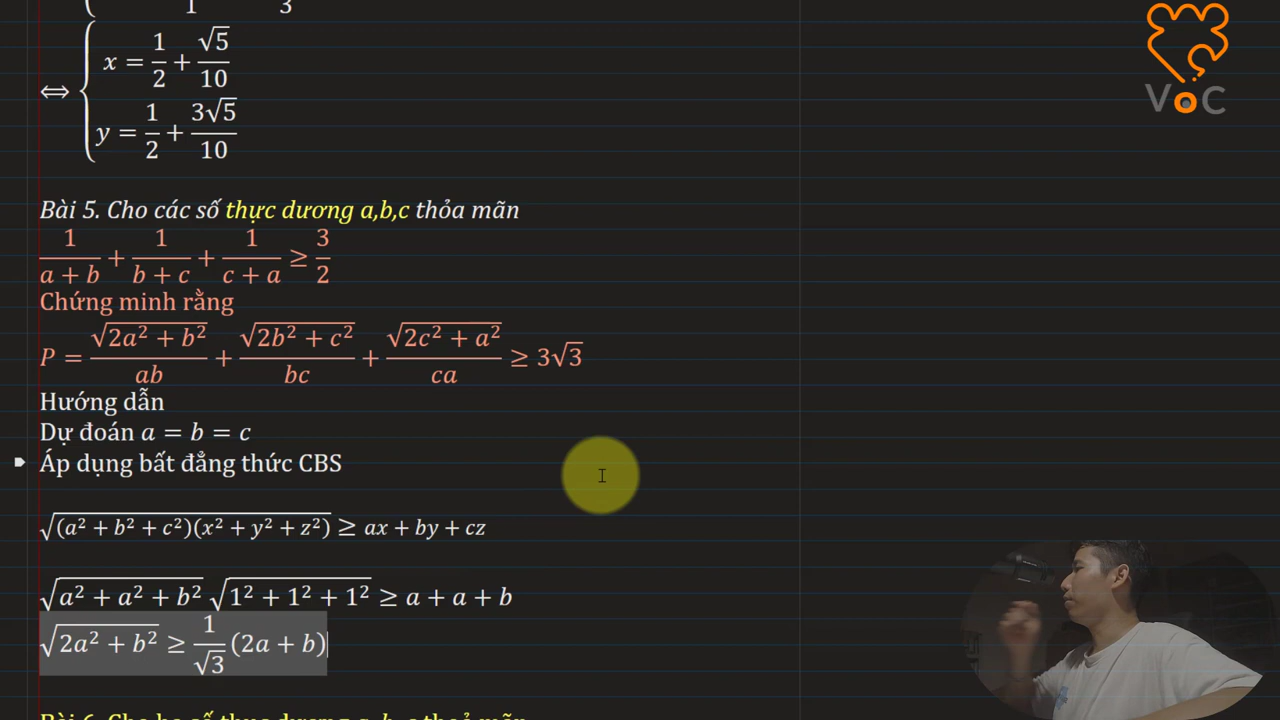 1 3
⟺ { x = 1/2 + √5/10
y = 1/2 + 3√5/10
VOC
Bài 5. Cho các số thực dương a,b,c thỏa mãn
1/(a + b) + 1/(b + c) + 1/(c + a) ≥ 3/2
Chứng minh rằng
P = √(2a² + b²)/ab + √(2b² + c²)/bc + √(2c² + a²)/ca ≥ 3√3
Hướng dẫn
Dự đoán a = b = c
Áp dụng bất đẳng thức CBS
√((a² + b² + c²)(x² + y² + z²)) ≥ ax + by + cz
√(a² + a² + b²) √(1² + 1² + 1²) ≥ a + a + b
√(2a² + b²) ≥ 1/√3 (2a + b)